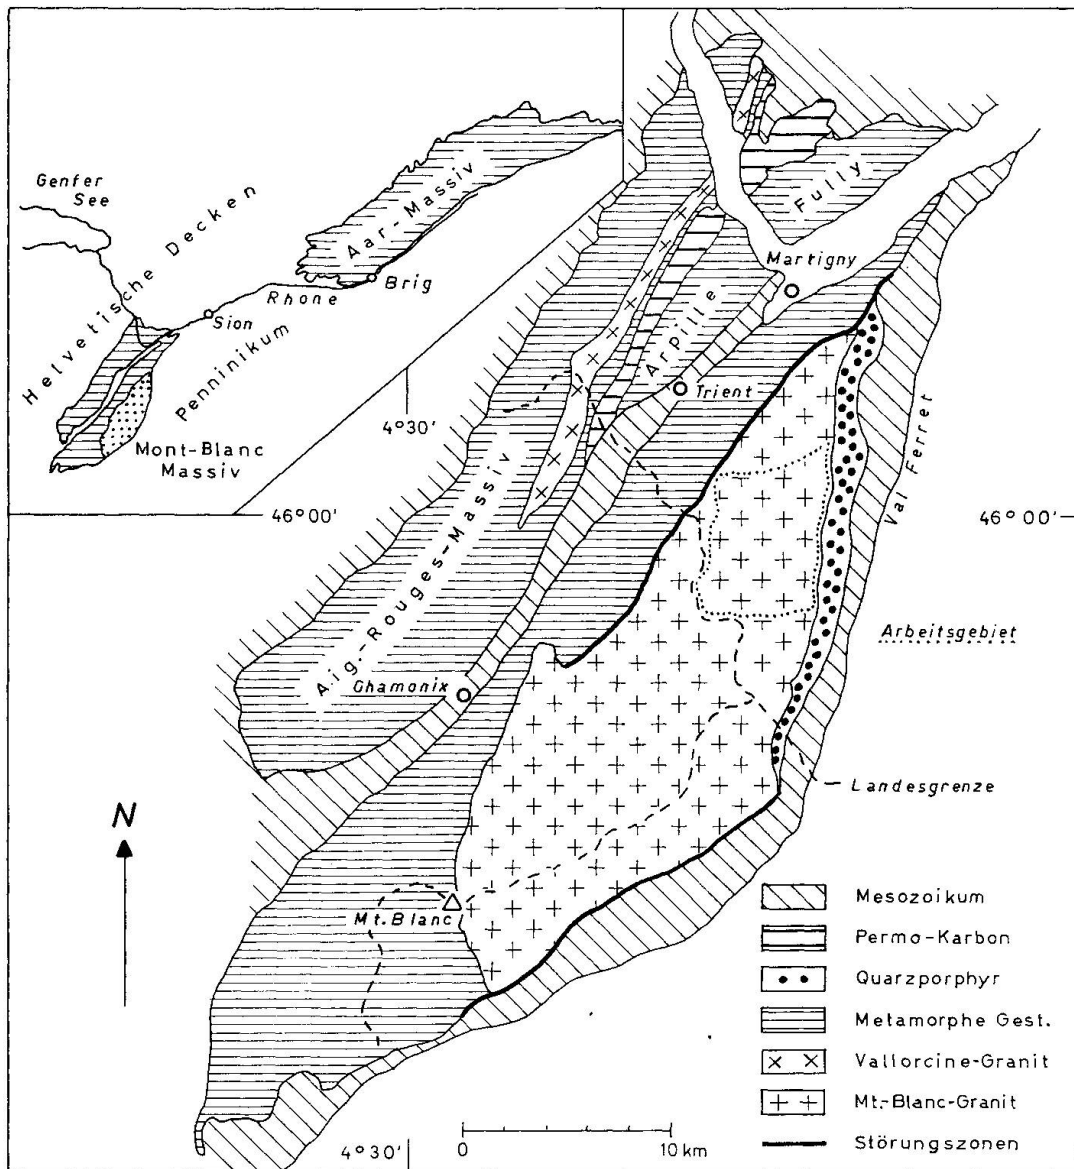 Genfer
See
Helvetische Decken
Aar-Massiv
Brig
Rhone
Sion
Penninikum
Mont-Blanc
Massiv
4°30'
46°00'
Fully
Martigny
Arpille
Trient
Val Ferret
46°00'
Aig.-Rouges-Massiv
Arbeitsgebiet
Chamonix
Landesgrenze
N
Mt. Blanc
Mesozoikum
Permo-Karbon
Quarzporphyr
Metamorphe Gest.
Vallorcine-Granit
Mt.-Blanc-Granit
Störungszonen
4°30'
0
10 km